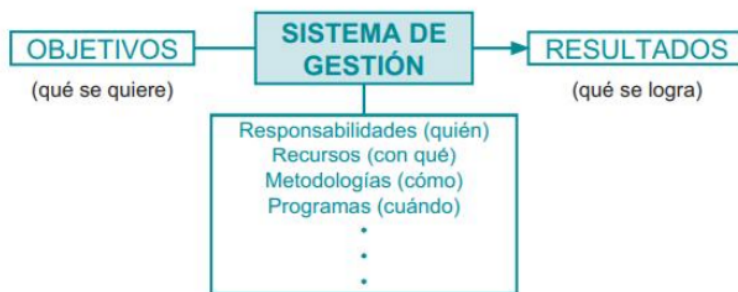 OBJETIVOS
(qué se quiere)
SISTEMA DE
GESTIÓN
RESULTADOS
(qué se logra)
Responsabilidades (quién)
Recursos (con qué)
Metodologías (cómo)
Programas (cuándo)
•
•
•